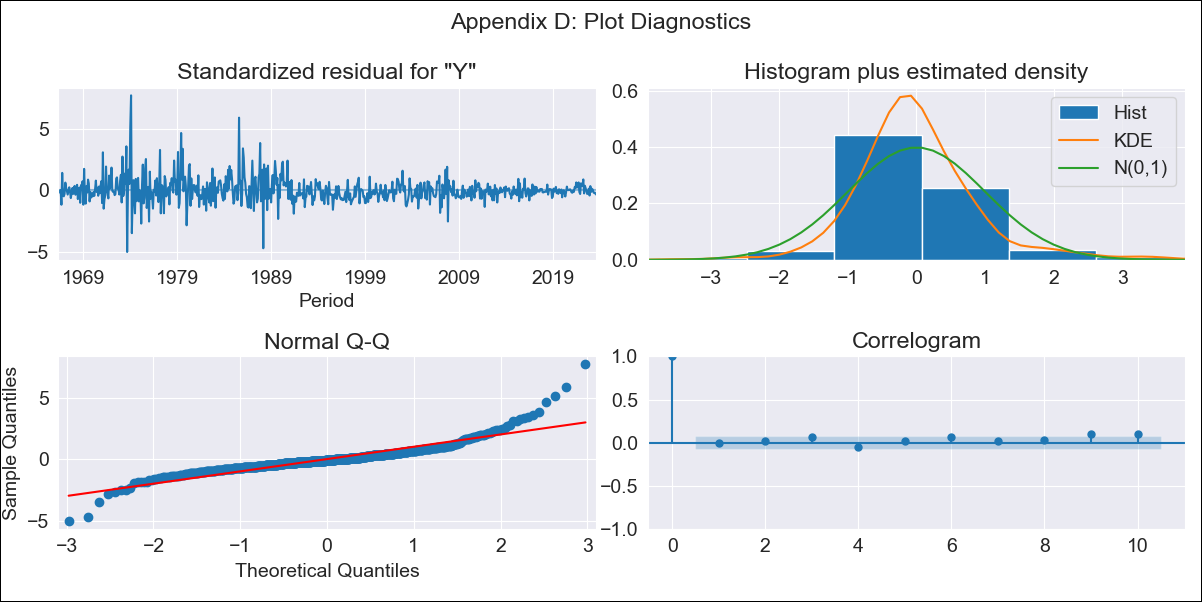 Appendix D: Plot Diagnostics
Standardized residual for "Y"
5
0
−5
1969 1979 1989 1999 2009 2019
Period
Histogram plus estimated density
0.6
0.4
0.2
0.0
−3 −2 −1 0 1 2 3
Hist
KDE
N(0,1)
Normal Q-Q
Sample Quantiles
5
0
−5
−3 −2 −1 0 1 2 3
Theoretical Quantiles
Correlogram
1.0
0.5
0.0
−0.5
−1.0
0 2 4 6 8 10